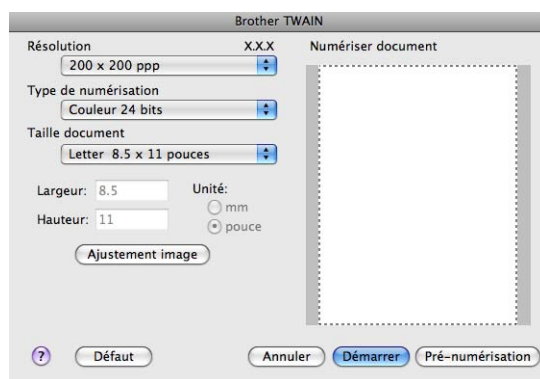 Brother TWAIN
Résolution X.X.X
200 x 200 ppp
Type de numérisation
Couleur 24 bits
Taille document
Letter 8.5 x 11 pouces
Largeur: 8.5
Hauteur: 11
Unité:
mm
pouce
Ajustement image
Numériser document
? Défaut Annuler Démarrer Pré-numérisation